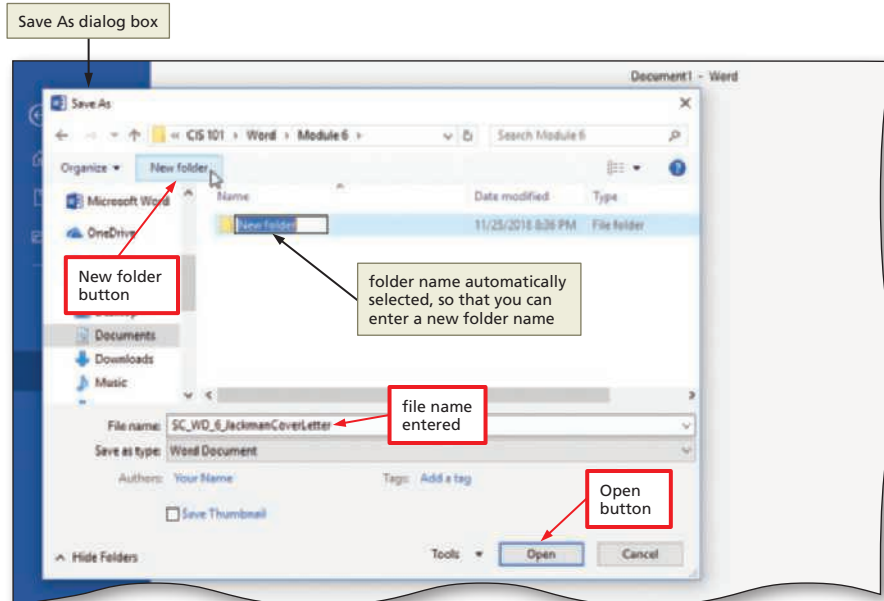 Save As dialog box
Document1 - Word
Save As
« CIS 101 › Word › Module 6 ›
Search Module 6
Organize
New folder
Microsoft Word
Name
Date modified
Type
OneDrive
New folder
11/25/2018 8:36 PM
File folder
New folder
button
folder name automatically
selected, so that you can
enter a new folder name
Documents
Downloads
Music
file name
entered
File name: SC_WD_6_JackmanCoverLetter
Save as type: Word Document
Authors: Your Name
Tags: Add a tag
Save Thumbnail
Open
button
Hide Folders
Tools
Open
Cancel